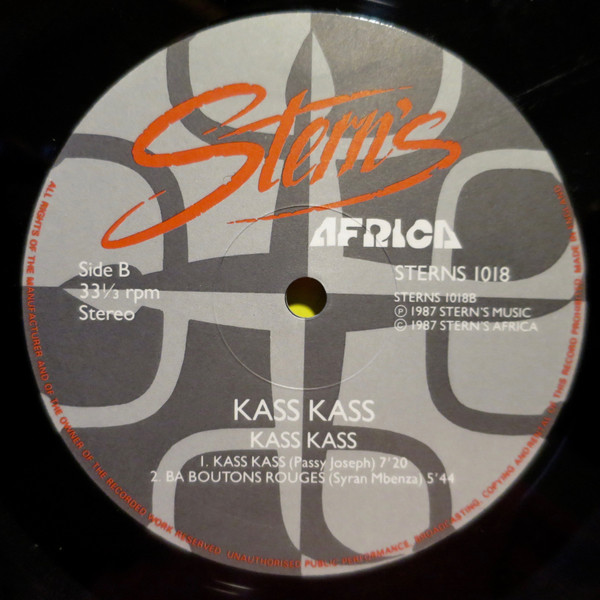 Stern's
AFRICA
Side B
33⅓ rpm
Stereo
STERNS 1018
STERNS 1018B
Ⓟ 1987 STERN'S MUSIC
© 1987 STERN'S AFRICA
KASS KASS
KASS KASS
1. KASS KASS (Passy Joseph) 7'20
2. BA BOUTONS ROUGES (Syran Mbenza) 5'44
ALL RIGHTS OF THE MANUFACTURER AND OF THE OWNER OF THE RECORDED WORK RESERVED. UNAUTHORISED PUBLIC PERFORMANCE, BROADCASTING, COPYING AND OF THIS RECORD PROHIBITED. MADE